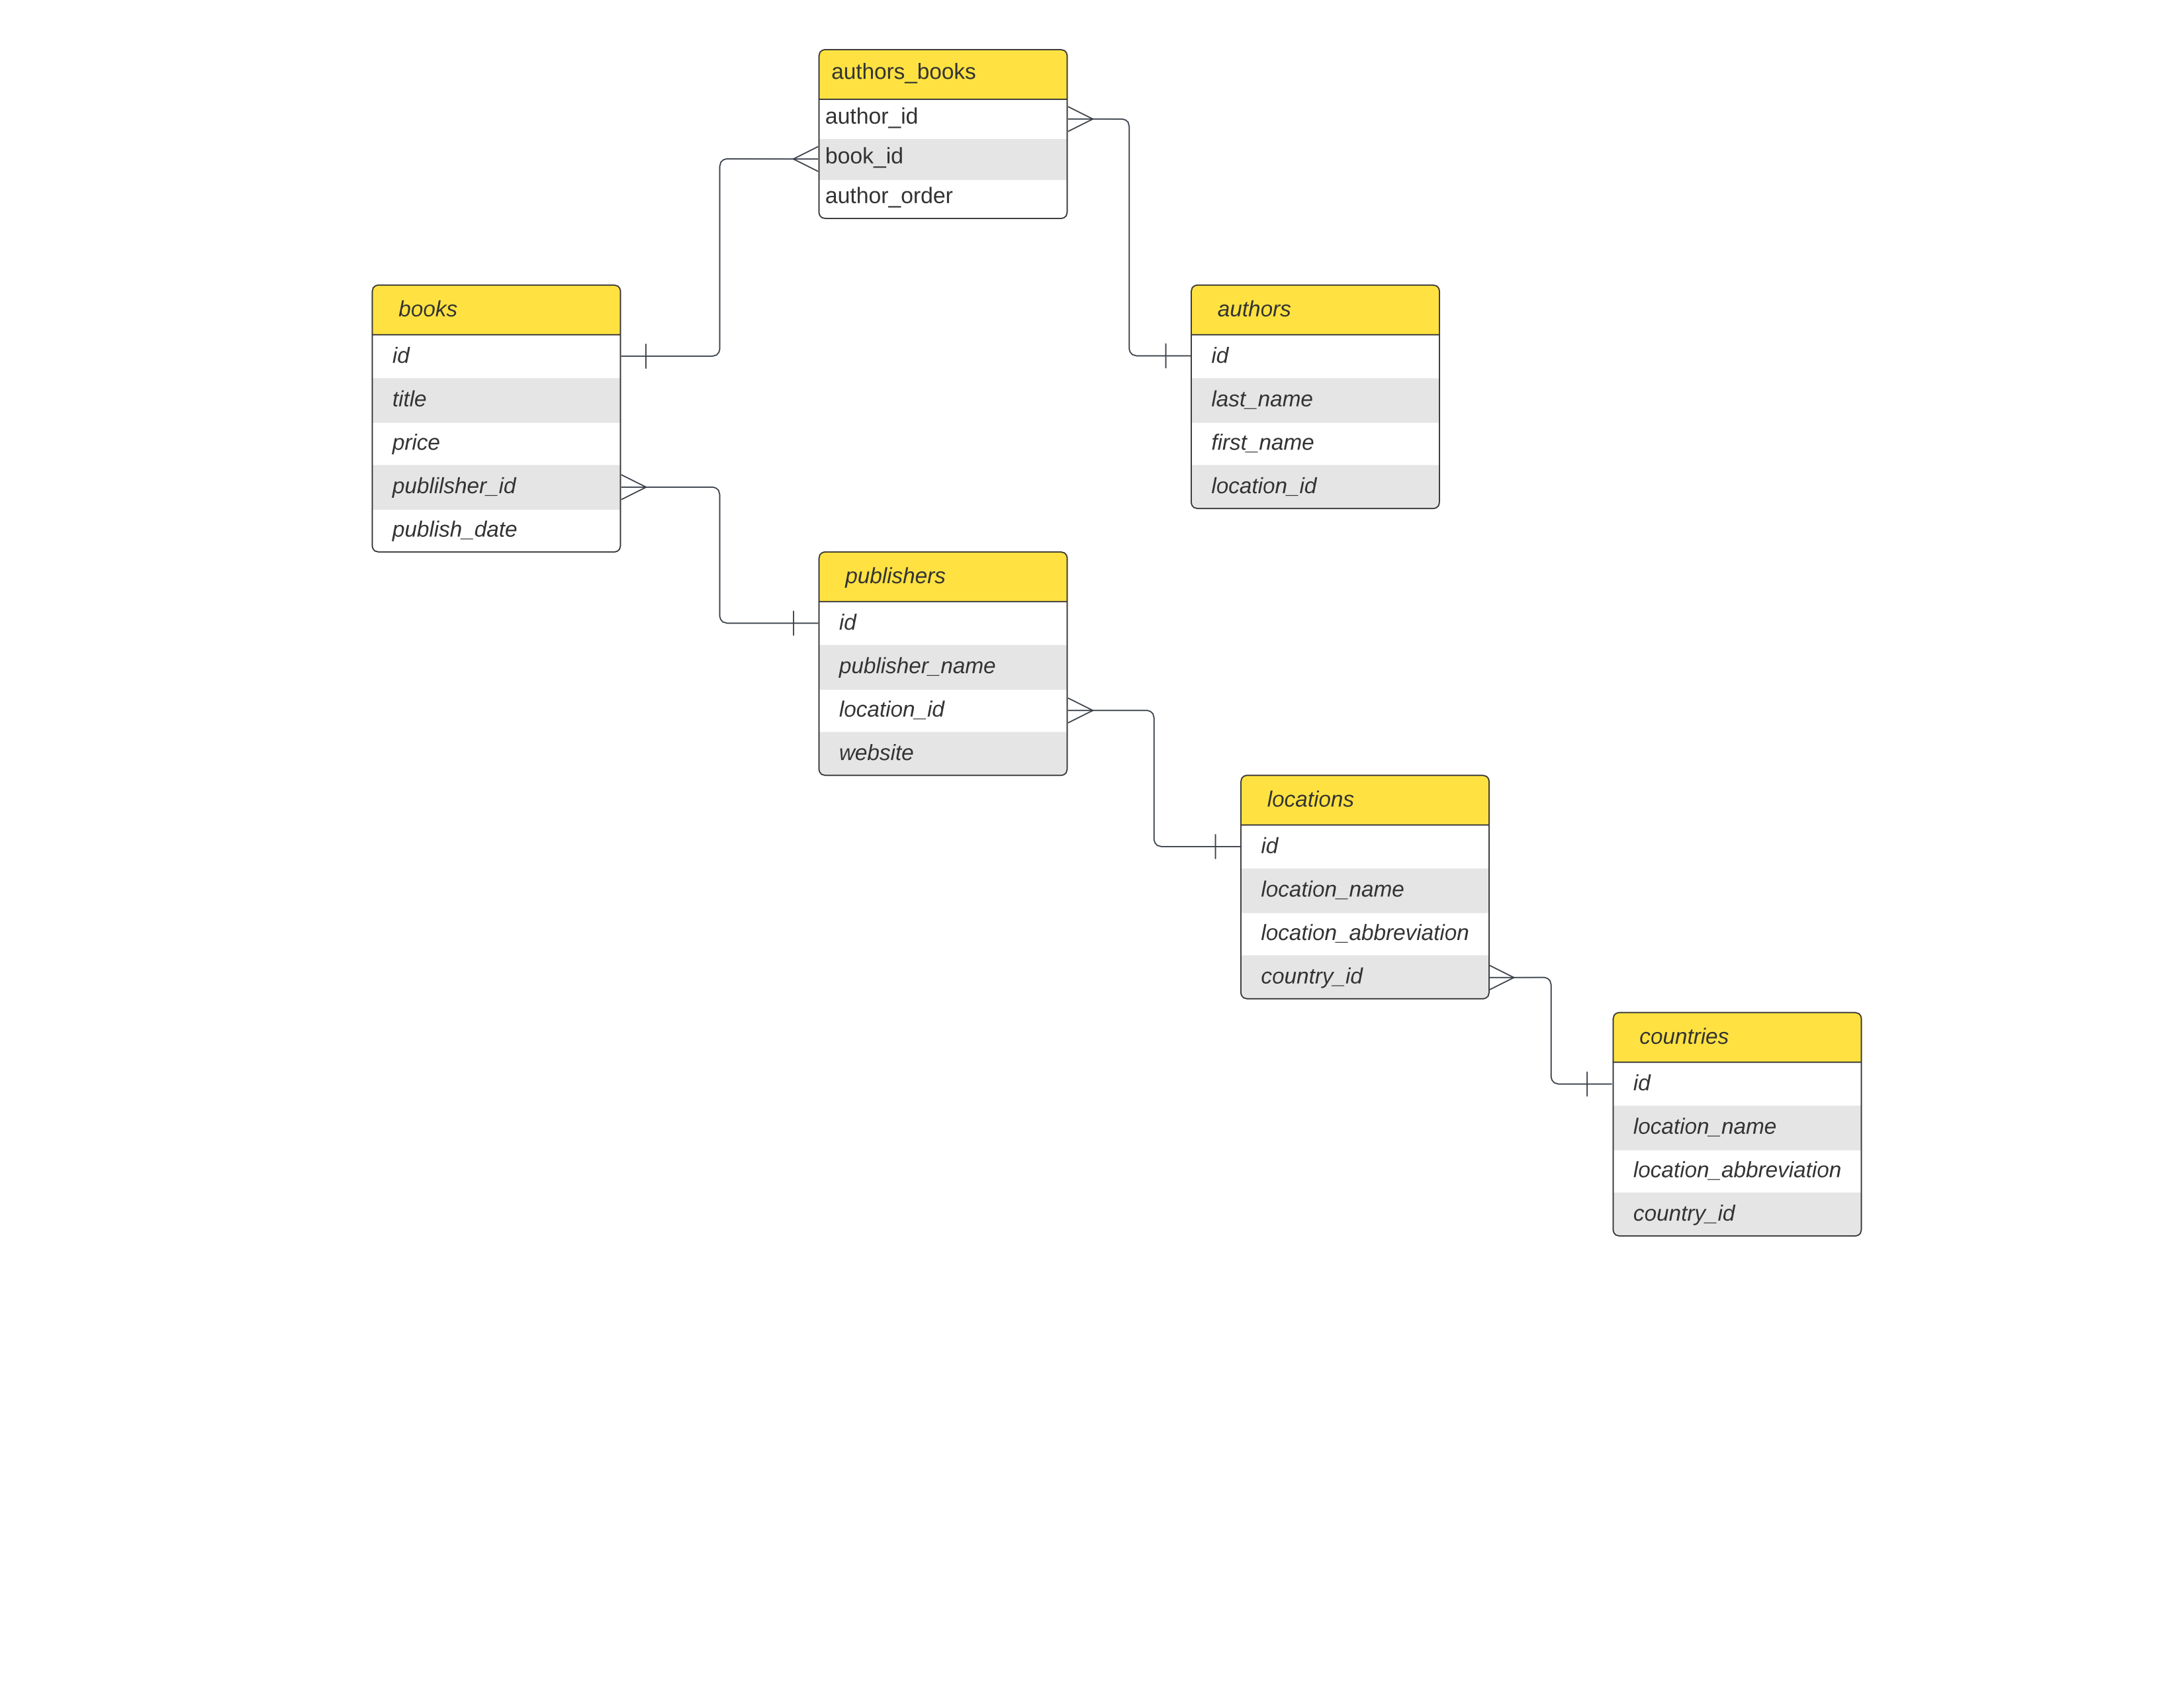 authors_books
author_id
book_id
author_order
books
id
title
price
publilsher_id
publish_date
authors
id
last_name
first_name
location_id
publishers
id
publisher_name
location_id
website
locations
id
location_name
location_abbreviation
country_id
countries
id
location_name
location_abbreviation
country_id